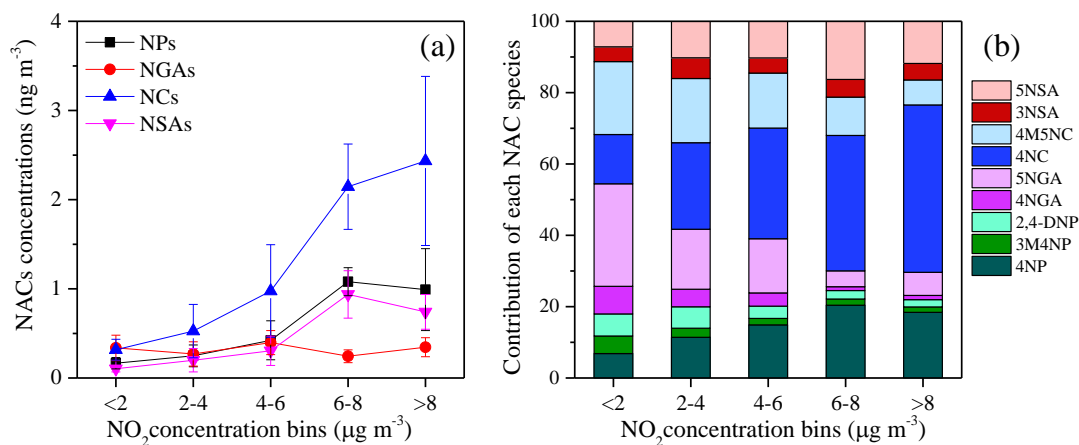 (a)
NPs
NGAs
NCs
NSAs
NACs concentrations (ng m-3)
4
3
2
1
0
<2
2-4
4-6
6-8
>8
NO2concentration bins (μg m-3)
(b)
Contribution of each NAC species
100
80
60
40
20
0
<2
2-4
4-6
6-8
>8
NO2concentration bins (μg m-3)
5NSA
3NSA
4M5NC
4NC
5NGA
4NGA
2,4-DNP
3M4NP
4NP